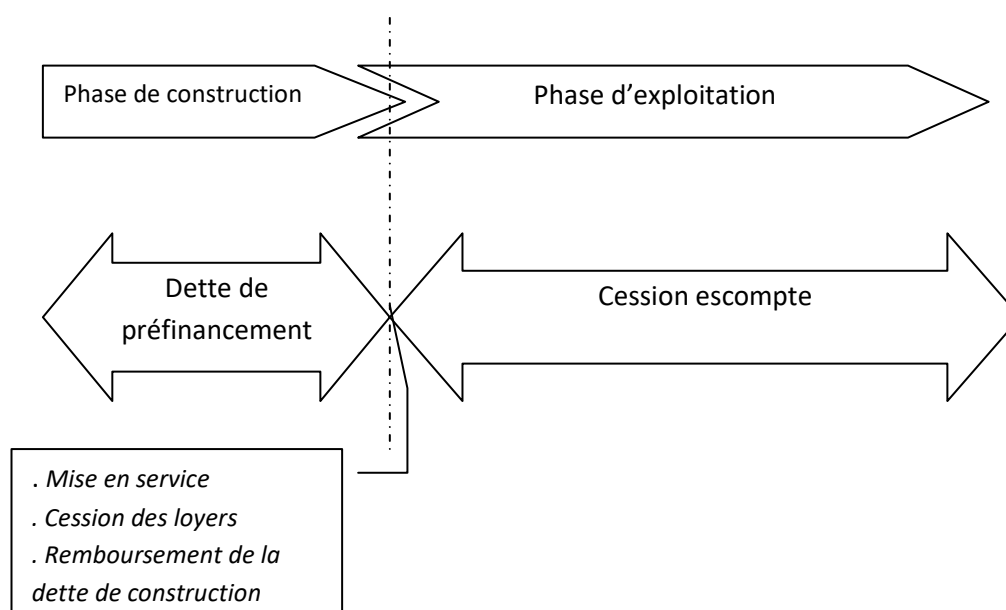 Phase de construction
Phase d’exploitation
Dette de
préfinancement
Cession escompte
. Mise en service
. Cession des loyers
. Remboursement de la
dette de construction